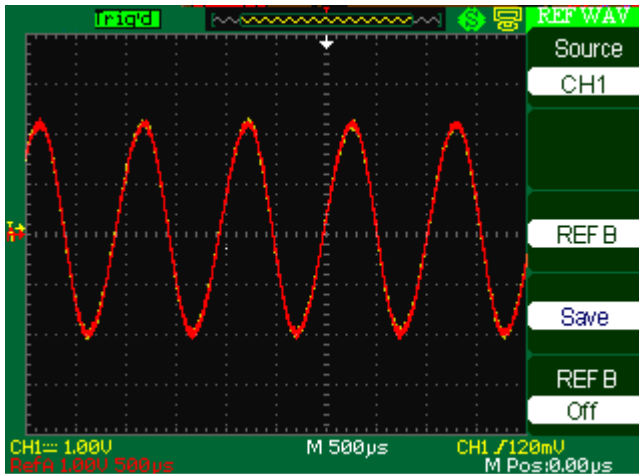 Trig'd
S
REF WAV
Source
CH1
REF B
Save
REF B
Off
CH1 1.00V
M 500µs
CH1 /120mV
RefA 1.00V 500µs
M Pos:0.00µs